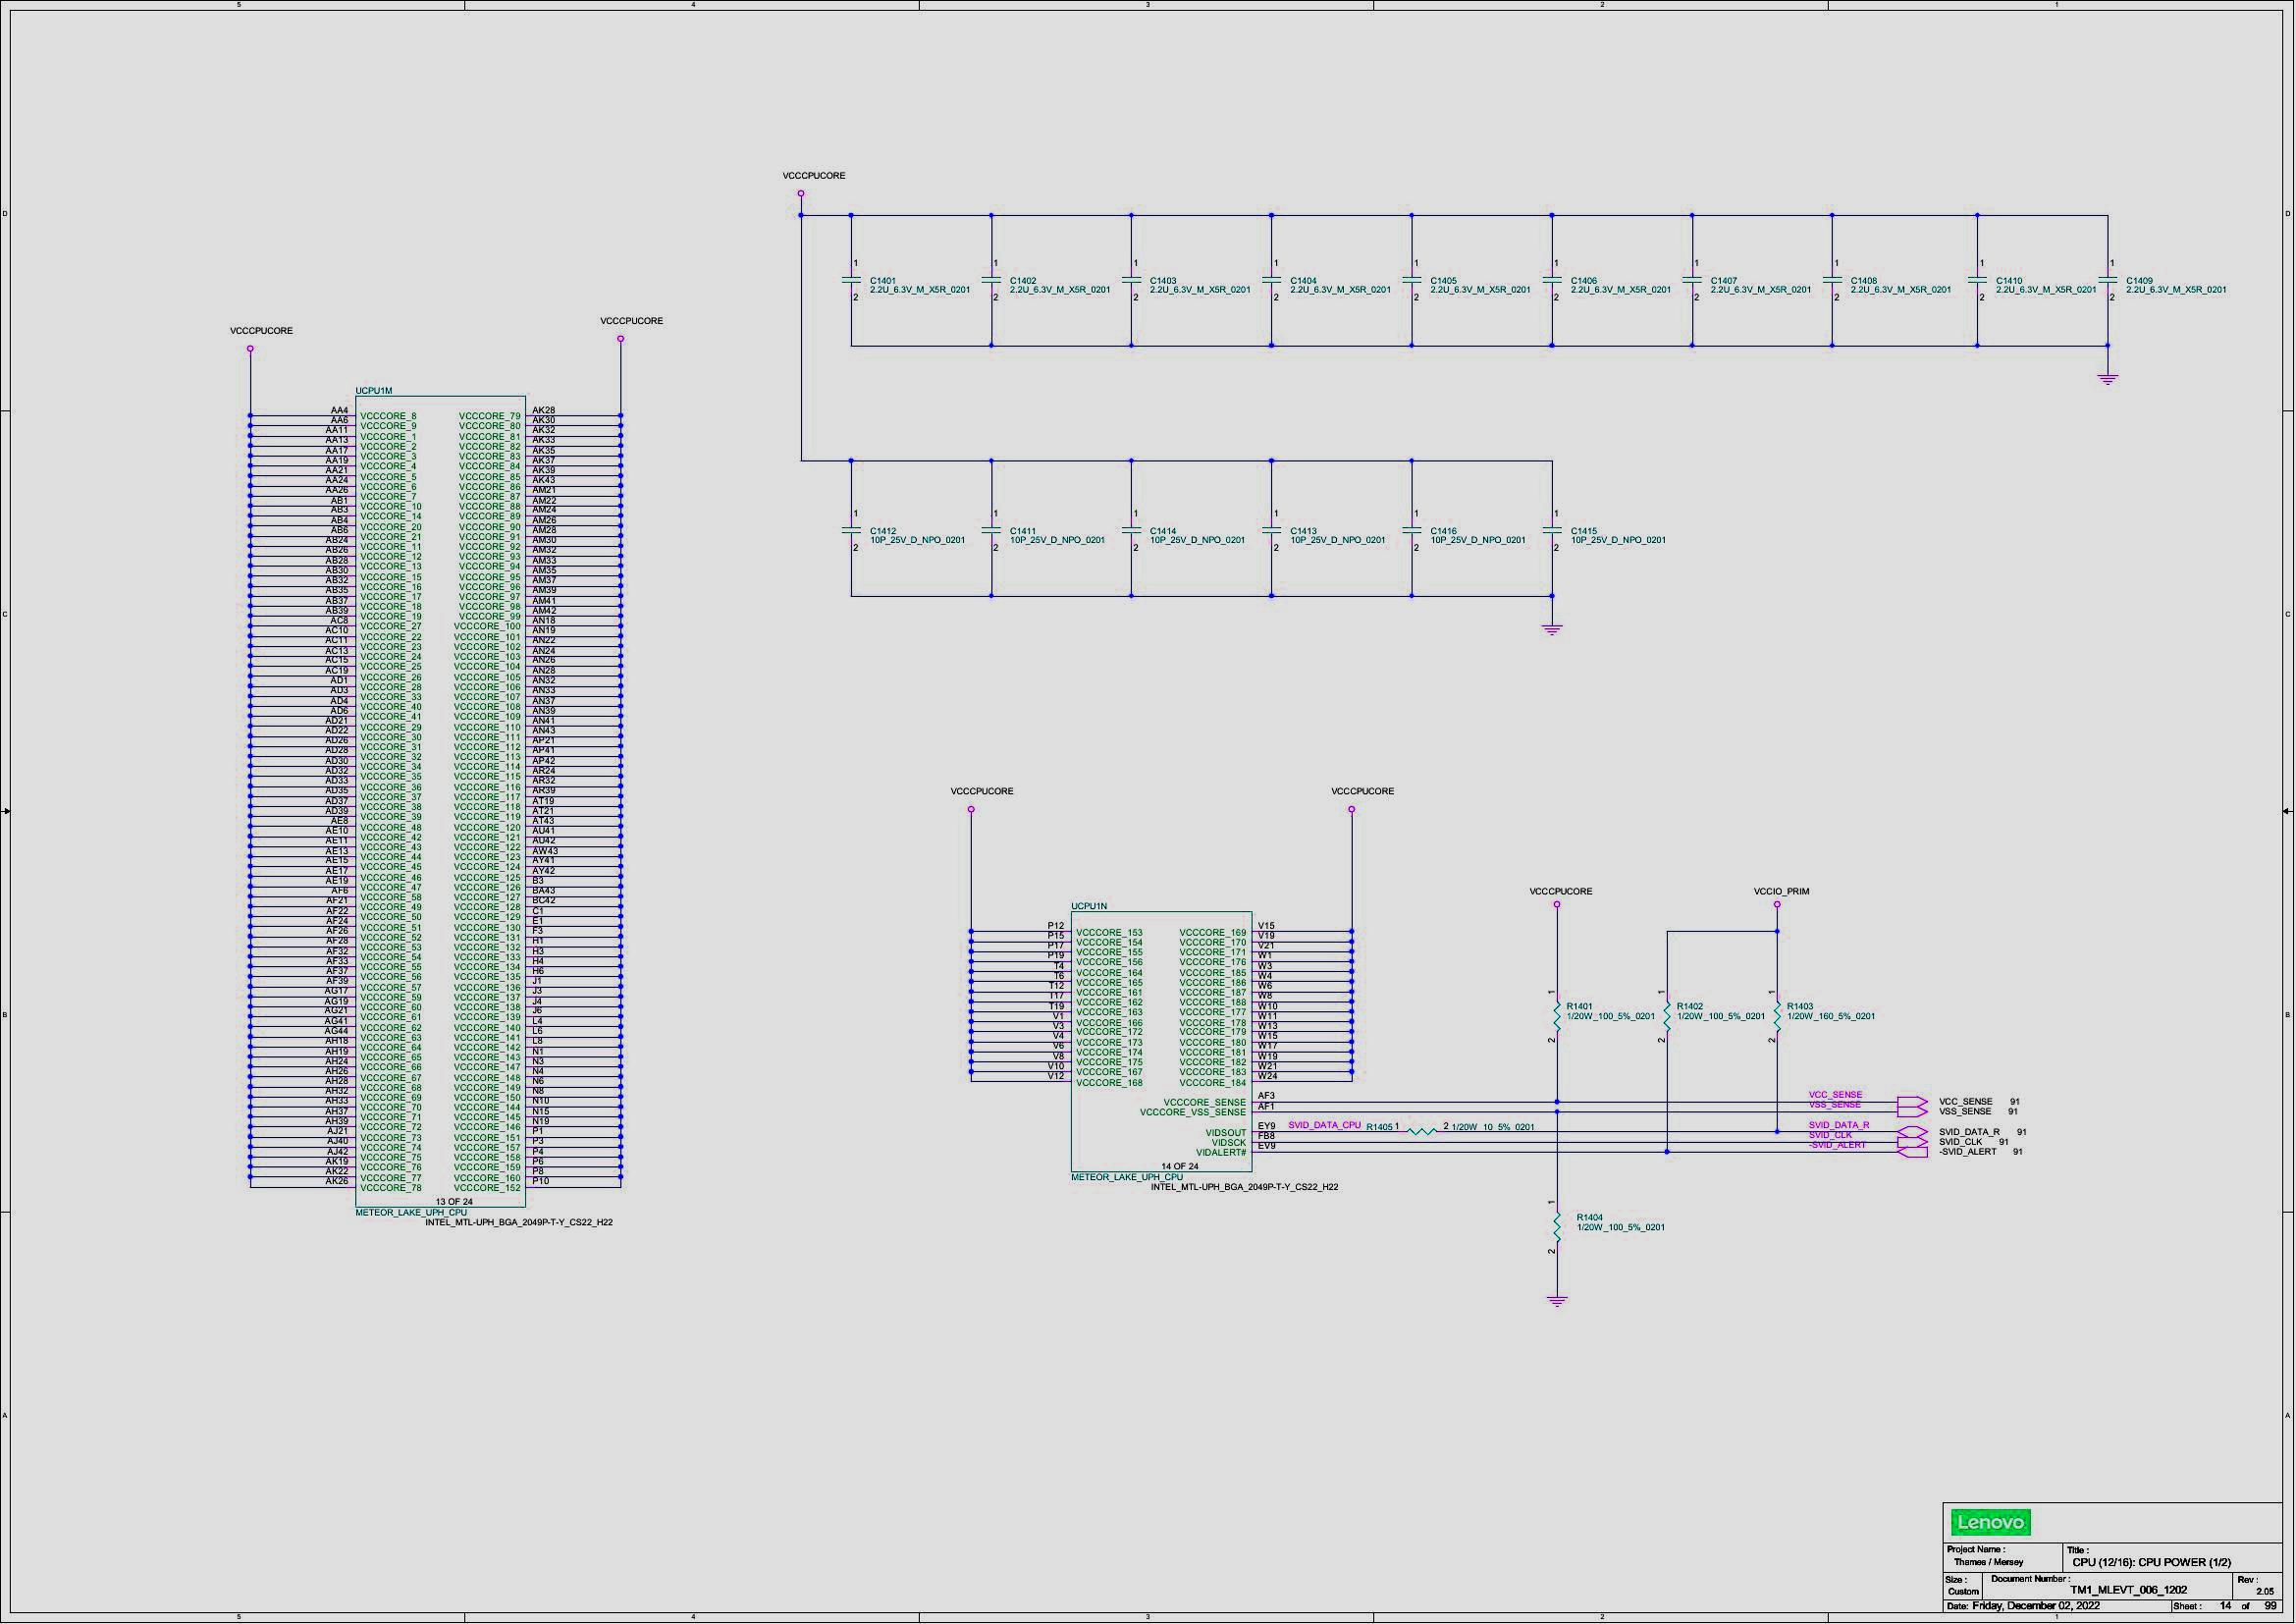 5 4 3 2 1
D D
C C
B B
A A
VCCCPUCORE
C1401 2.2U_6.3V_M_X5R_0201
C1402 2.2U_6.3V_M_X5R_0201
C1403 2.2U_6.3V_M_X5R_0201
C1404 2.2U_6.3V_M_X5R_0201
C1405 2.2U_6.3V_M_X5R_0201
C1406 2.2U_6.3V_M_X5R_0201
C1407 2.2U_6.3V_M_X5R_0201
C1408 2.2U_6.3V_M_X5R_0201
C1410 2.2U_6.3V_M_X5R_0201
C1409 2.2U_6.3V_M_X5R_0201
C1412 10P_25V_D_NPO_0201
C1411 10P_25V_D_NPO_0201
C1414 10P_25V_D_NPO_0201
C1413 10P_25V_D_NPO_0201
C1416 10P_25V_D_NPO_0201
C1415 10P_25V_D_NPO_0201
VCCCPUCORE VCCCPUCORE
UCPU1M
AA4 VCCCORE_8 VCCCORE_79 AK28
AA6 VCCCORE_9 VCCCORE_80 AK30
AA11 VCCCORE_1 VCCCORE_81 AK32
AA13 VCCCORE_2 VCCCORE_82 AK33
AA17 VCCCORE_3 VCCCORE_83 AK35
AA19 VCCCORE_4 VCCCORE_84 AK37
AA21 VCCCORE_5 VCCCORE_85 AK39
AA24 VCCCORE_6 VCCCORE_86 AK43
AA26 VCCCORE_7 VCCCORE_87 AM21
AB1 VCCCORE_10 VCCCORE_88 AM22
AB3 VCCCORE_14 VCCCORE_89 AM24
AB4 VCCCORE_20 VCCCORE_90 AM26
AB6 VCCCORE_21 VCCCORE_91 AM28
AB24 VCCCORE_11 VCCCORE_92 AM30
AB26 VCCCORE_12 VCCCORE_93 AM32
AB28 VCCCORE_13 VCCCORE_94 AM33
AB30 VCCCORE_15 VCCCORE_95 AM35
AB32 VCCCORE_16 VCCCORE_96 AM37
AB35 VCCCORE_17 VCCCORE_97 AM39
AB37 VCCCORE_18 VCCCORE_98 AM41
AB39 VCCCORE_19 VCCCORE_99 AM42
AC8 VCCCORE_27 VCCCORE_100 AN18
AC10 VCCCORE_22 VCCCORE_101 AN19
AC11 VCCCORE_23 VCCCORE_102 AN22
AC13 VCCCORE_24 VCCCORE_103 AN24
AC15 VCCCORE_25 VCCCORE_104 AN26
AC19 VCCCORE_26 VCCCORE_105 AN28
AD1 VCCCORE_28 VCCCORE_106 AN32
AD3 VCCCORE_33 VCCCORE_107 AN33
AD4 VCCCORE_40 VCCCORE_108 AN37
AD6 VCCCORE_41 VCCCORE_109 AN39
AD21 VCCCORE_29 VCCCORE_110 AN41
AD22 VCCCORE_30 VCCCORE_111 AN43
AD26 VCCCORE_31 VCCCORE_112 AP21
AD28 VCCCORE_32 VCCCORE_113 AP41
AD30 VCCCORE_34 VCCCORE_114 AP42
AD32 VCCCORE_35 VCCCORE_115 AR24
AD33 VCCCORE_36 VCCCORE_116 AR32
AD35 VCCCORE_37 VCCCORE_117 AR39
AD37 VCCCORE_38 VCCCORE_118 AT19
AD39 VCCCORE_39 VCCCORE_119 AT21
AE8 VCCCORE_48 VCCCORE_120 AT43
AE10 VCCCORE_42 VCCCORE_121 AU41
AE11 VCCCORE_43 VCCCORE_122 AU42
AE13 VCCCORE_44 VCCCORE_123 AW43
AE15 VCCCORE_45 VCCCORE_124 AY41
AE17 VCCCORE_46 VCCCORE_125 AY42
AE19 VCCCORE_47 VCCCORE_126 B3
AF6 VCCCORE_58 VCCCORE_127 BA43
AF21 VCCCORE_49 VCCCORE_128 BC42
AF22 VCCCORE_50 VCCCORE_129 C1
AF24 VCCCORE_51 VCCCORE_130 E1
AF26 VCCCORE_52 VCCCORE_131 F3
AF28 VCCCORE_53 VCCCORE_132 H1
AF32 VCCCORE_54 VCCCORE_133 H3
AF33 VCCCORE_55 VCCCORE_134 H4
AF37 VCCCORE_56 VCCCORE_135 H6
AF39 VCCCORE_57 VCCCORE_136 J1
AG17 VCCCORE_59 VCCCORE_137 J3
AG19 VCCCORE_60 VCCCORE_138 J4
AG21 VCCCORE_61 VCCCORE_139 J6
AG41 VCCCORE_62 VCCCORE_140 L4
AG44 VCCCORE_63 VCCCORE_141 L6
AH18 VCCCORE_64 VCCCORE_142 L8
AH19 VCCCORE_65 VCCCORE_143 N1
AH24 VCCCORE_66 VCCCORE_147 N3
AH26 VCCCORE_67 VCCCORE_148 N4
AH28 VCCCORE_68 VCCCORE_149 N6
AH32 VCCCORE_69 VCCCORE_150 N8
AH33 VCCCORE_70 VCCCORE_144 N10
AH37 VCCCORE_71 VCCCORE_145 N15
AH39 VCCCORE_72 VCCCORE_146 N19
AJ21 VCCCORE_73 VCCCORE_151 P1
AJ40 VCCCORE_74 VCCCORE_157 P3
AJ42 VCCCORE_75 VCCCORE_158 P4
AK19 VCCCORE_76 VCCCORE_159 P6
AK22 VCCCORE_77 VCCCORE_160 P8
AK26 VCCCORE_78 VCCCORE_152 P10
13 OF 24
METEOR_LAKE_UPH_CPU
INTEL_MTL-UPH_BGA_2049P-T-Y_CS22_H22
VCCCPUCORE VCCCPUCORE
UCPU1N
P12 VCCCORE_153 VCCCORE_169 V15
P15 VCCCORE_154 VCCCORE_170 V19
P17 VCCCORE_155 VCCCORE_171 V21
P19 VCCCORE_156 VCCCORE_176 W1
T4 VCCCORE_164 VCCCORE_185 W3
T6 VCCCORE_165 VCCCORE_186 W4
T12 VCCCORE_161 VCCCORE_187 W6
T17 VCCCORE_162 VCCCORE_188 W8
T19 VCCCORE_163 VCCCORE_177 W10
V1 VCCCORE_166 VCCCORE_178 W11
V3 VCCCORE_172 VCCCORE_179 W13
V4 VCCCORE_173 VCCCORE_180 W15
V6 VCCCORE_174 VCCCORE_181 W17
V8 VCCCORE_175 VCCCORE_182 W19
V10 VCCCORE_167 VCCCORE_183 W21
V12 VCCCORE_168 VCCCORE_184 W24
VCCCORE_SENSE AF3
VCCCORE_VSS_SENSE AF1
VIDSOUT EY9 SVID_DATA_CPU R1405 1 2 1/20W_10_5%_0201
VIDSCK FB8
VIDALERT# EV9
14 OF 24
METEOR_LAKE_UPH_CPU
INTEL_MTL-UPH_BGA_2049P-T-Y_CS22_H22
VCCCPUCORE VCCIO_PRIM
R1401 1/20W_100_5%_0201
R1402 1/20W_100_5%_0201
R1403 1/20W_160_5%_0201
VCC_SENSE VCC_SENSE 91
VSS_SENSE VSS_SENSE 91
SVID_DATA_R SVID_DATA_R 91
SVID_CLK SVID_CLK 91
-SVID_ALERT -SVID_ALERT 91
R1404 1/20W_100_5%_0201
Lenovo
Project Name : Title :
Thames / Mersey CPU (12/16): CPU POWER (1/2)
Size : Document Number : Rev :
Custom TM1_MLEVT_006_1202 2.05
Date: Friday, December 02, 2022 Sheet : 14 of 99
5 4 3 2 1